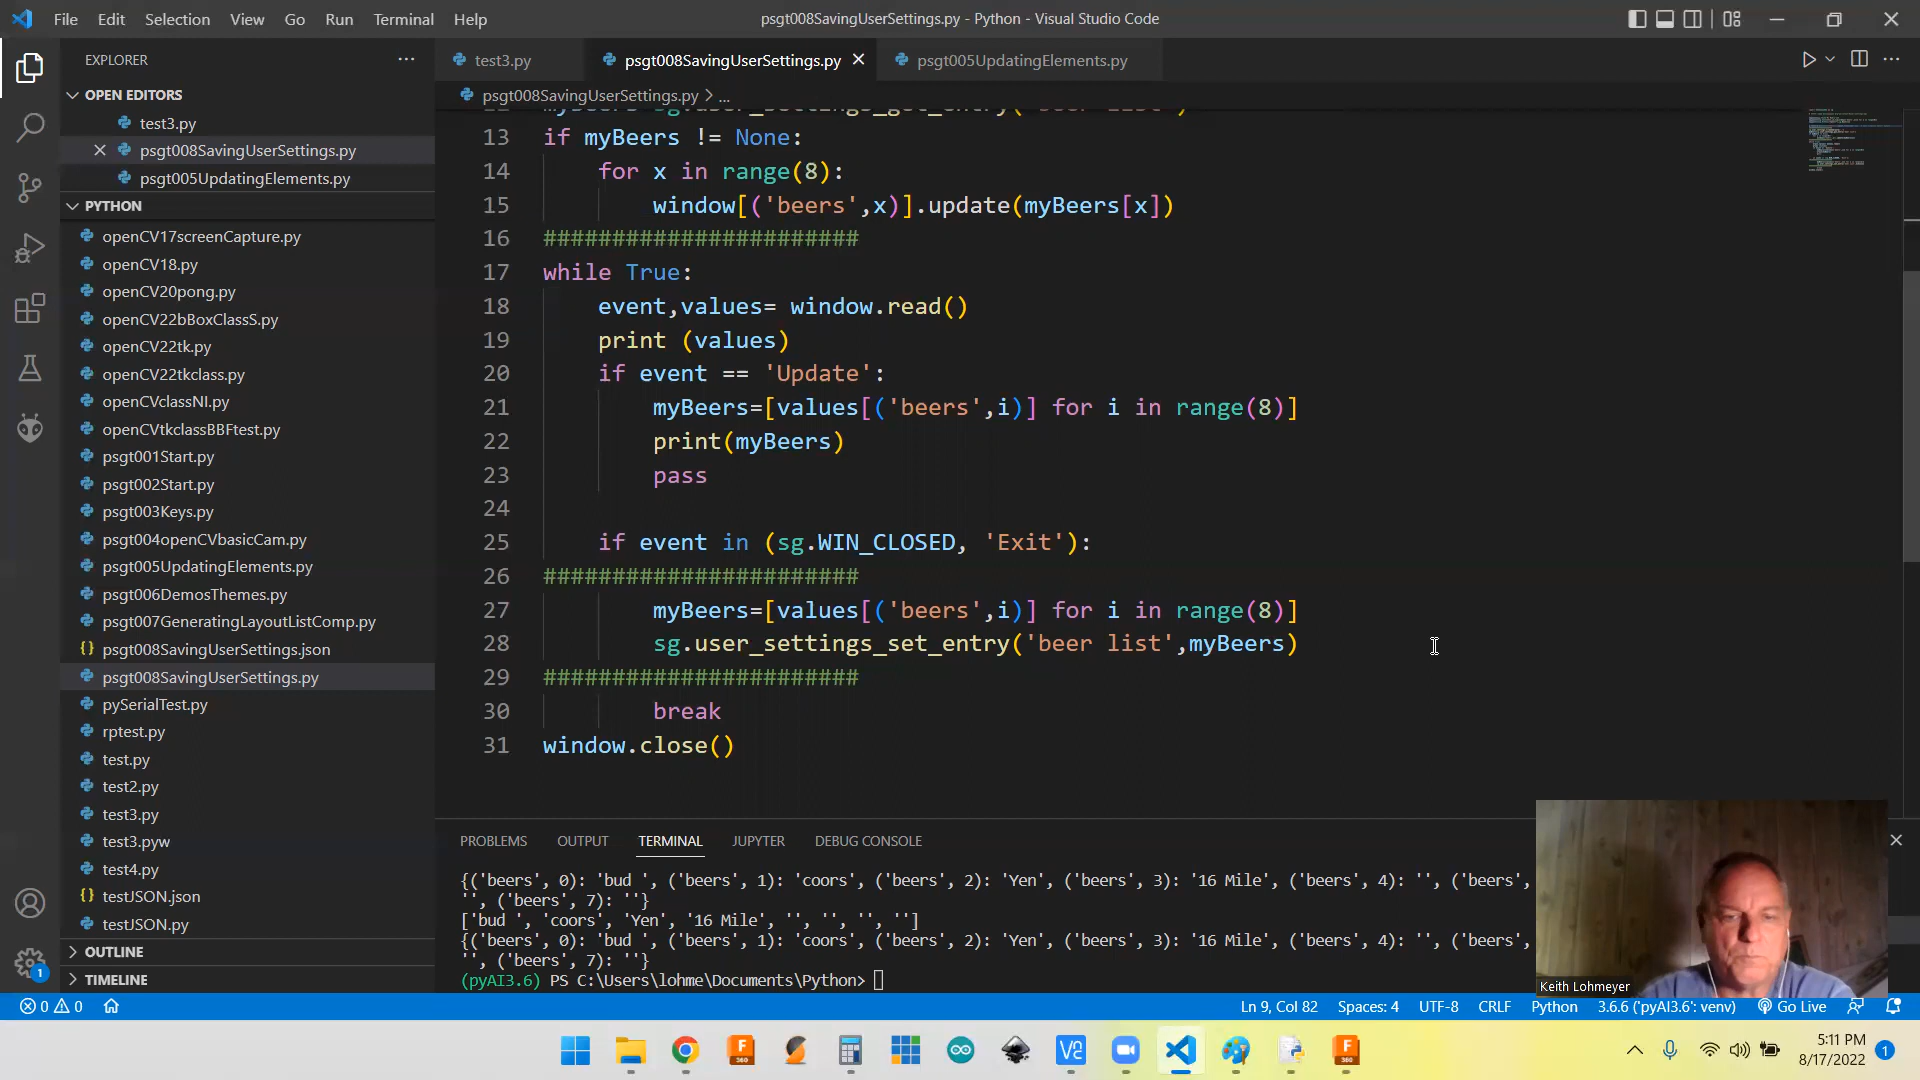 File Edit Selection View Go Run Terminal Help
psgt008SavingUserSettings.py - Python - Visual Studio Code
EXPLORER
OPEN EDITORS
test3.py
psgt008SavingUserSettings.py
psgt005UpdatingElements.py
PYTHON
openCV17screenCapture.py
openCV18.py
openCV20pong.py
openCV22bBoxClassS.py
openCV22tk.py
openCV22tkclass.py
openCVclassNI.py
openCVtkclassBBFtest.py
psgt001Start.py
psgt002Start.py
psgt003Keys.py
psgt004openCVbasicCam.py
psgt005UpdatingElements.py
psgt006DemosThemes.py
psgt007GeneratingLayoutListComp.py
{} psgt008SavingUserSettings.json
psgt008SavingUserSettings.py
pySerialTest.py
rptest.py
test.py
test2.py
test3.py
test3.pyw
test4.py
{} testJSON.json
testJSON.py
OUTLINE
TIMELINE
test3.py psgt008SavingUserSettings.py psgt005UpdatingElements.py
psgt008SavingUserSettings.py > ...
13 if myBeers != None:
14 for x in range(8):
15 window[('beers',x)].update(myBeers[x])
16 #######################
17 while True:
18 event,values= window.read()
19 print (values)
20 if event == 'Update':
21 myBeers=[values[('beers',i)] for i in range(8)]
22 print(myBeers)
23 pass
24
25 if event in (sg.WIN_CLOSED, 'Exit'):
26 #######################
27 myBeers=[values[('beers',i)] for i in range(8)]
28 sg.user_settings_set_entry('beer list',myBeers)
29 #######################
30 break
31 window.close()
PROBLEMS OUTPUT TERMINAL JUPYTER DEBUG CONSOLE
{('beers', 0): 'bud ', ('beers', 1): 'coors', ('beers', 2): 'Yen', ('beers', 3): '16 Mile', ('beers', 4): '', ('beers',
'', ('beers', 7): ''}
['bud ', 'coors', 'Yen', '16 Mile', '', '', '', '']
{('beers', 0): 'bud ', ('beers', 1): 'coors', ('beers', 2): 'Yen', ('beers', 3): '16 Mile', ('beers', 4): '', ('beers',
'', ('beers', 7): ''}
(pyAI3.6) PS C:\Users\lohme\Documents\Python>
Keith Lohmeyer
0 0 Ln 9, Col 82 Spaces: 4 UTF-8 CRLF Python 3.6.6 ('pyAI3.6': venv) Go Live
5:11 PM
8/17/2022
1